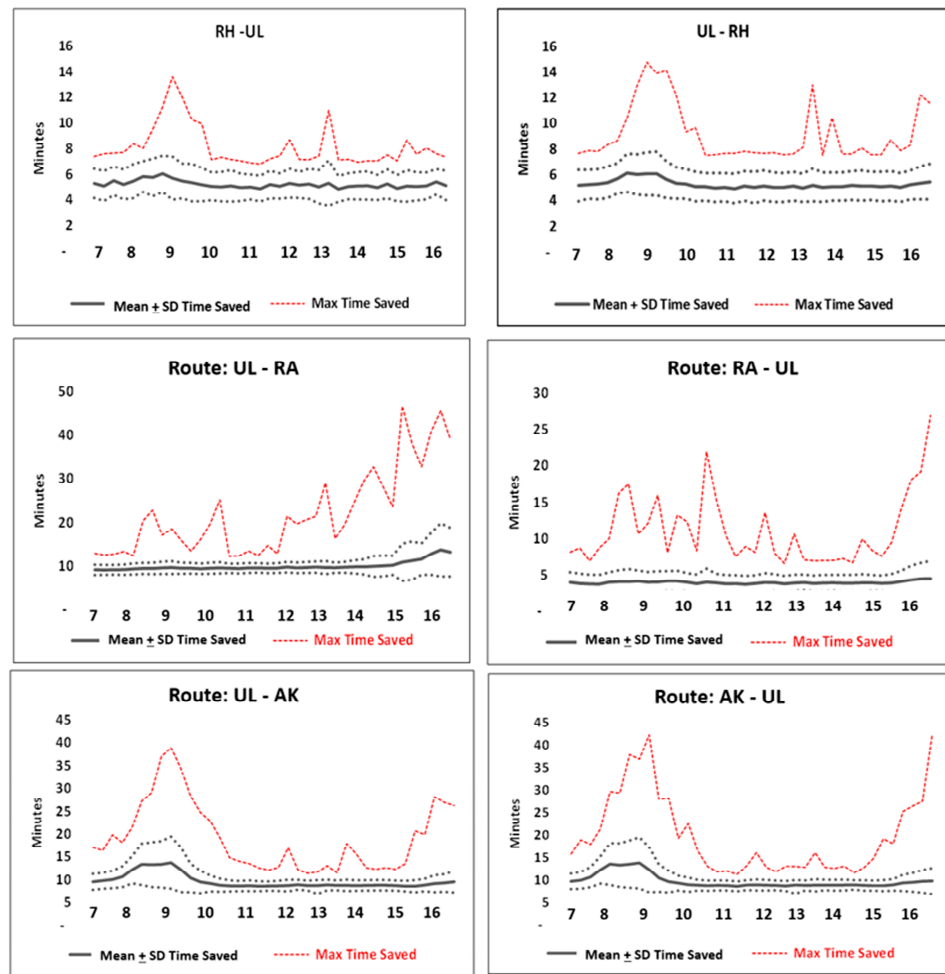 RH -UL
Minutes
16
14
12
10
8
6
4
2
-
7 8 9 10 11 12 13 14 15 16
Mean ± SD Time Saved Max Time Saved
UL - RH
Minutes
16
14
12
10
8
6
4
2
-
7 8 9 10 11 12 13 14 15 16
Mean + SD Time Saved Max Time Saved
Route: UL - RA
Minutes
50
40
30
20
10
-
7 8 9 10 11 12 13 14 15 16
Mean ± SD Time Saved Max Time Saved
Route: RA - UL
Minutes
30
25
20
15
10
5
-
7 8 9 10 11 12 13 14 15 16
Mean ± SD Time Saved Max Time Saved
Route: UL - AK
Minutes
45
40
35
30
25
20
15
10
5
-
7 8 9 10 11 12 13 14 15 16
Mean ± SD Time Saved Max Time Saved
Route: AK - UL
Minutes
45
40
35
30
25
20
15
10
5
-
7 8 9 10 11 12 13 14 15 16
Mean ± SD Time Saved Max Time Saved